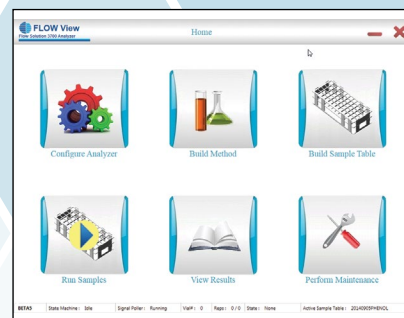 FLOW View
Flow Solution 3700 Analyzer
Home
Configure Analyzer
Build Method
Build Sample Table
Run Samples
View Results
Perform Maintenance
BETA5 State Machine: Idle Signal Poller: Running Vial#: 0 Reps: 0/0 State: None Active Sample Table: 20140905PHENOL